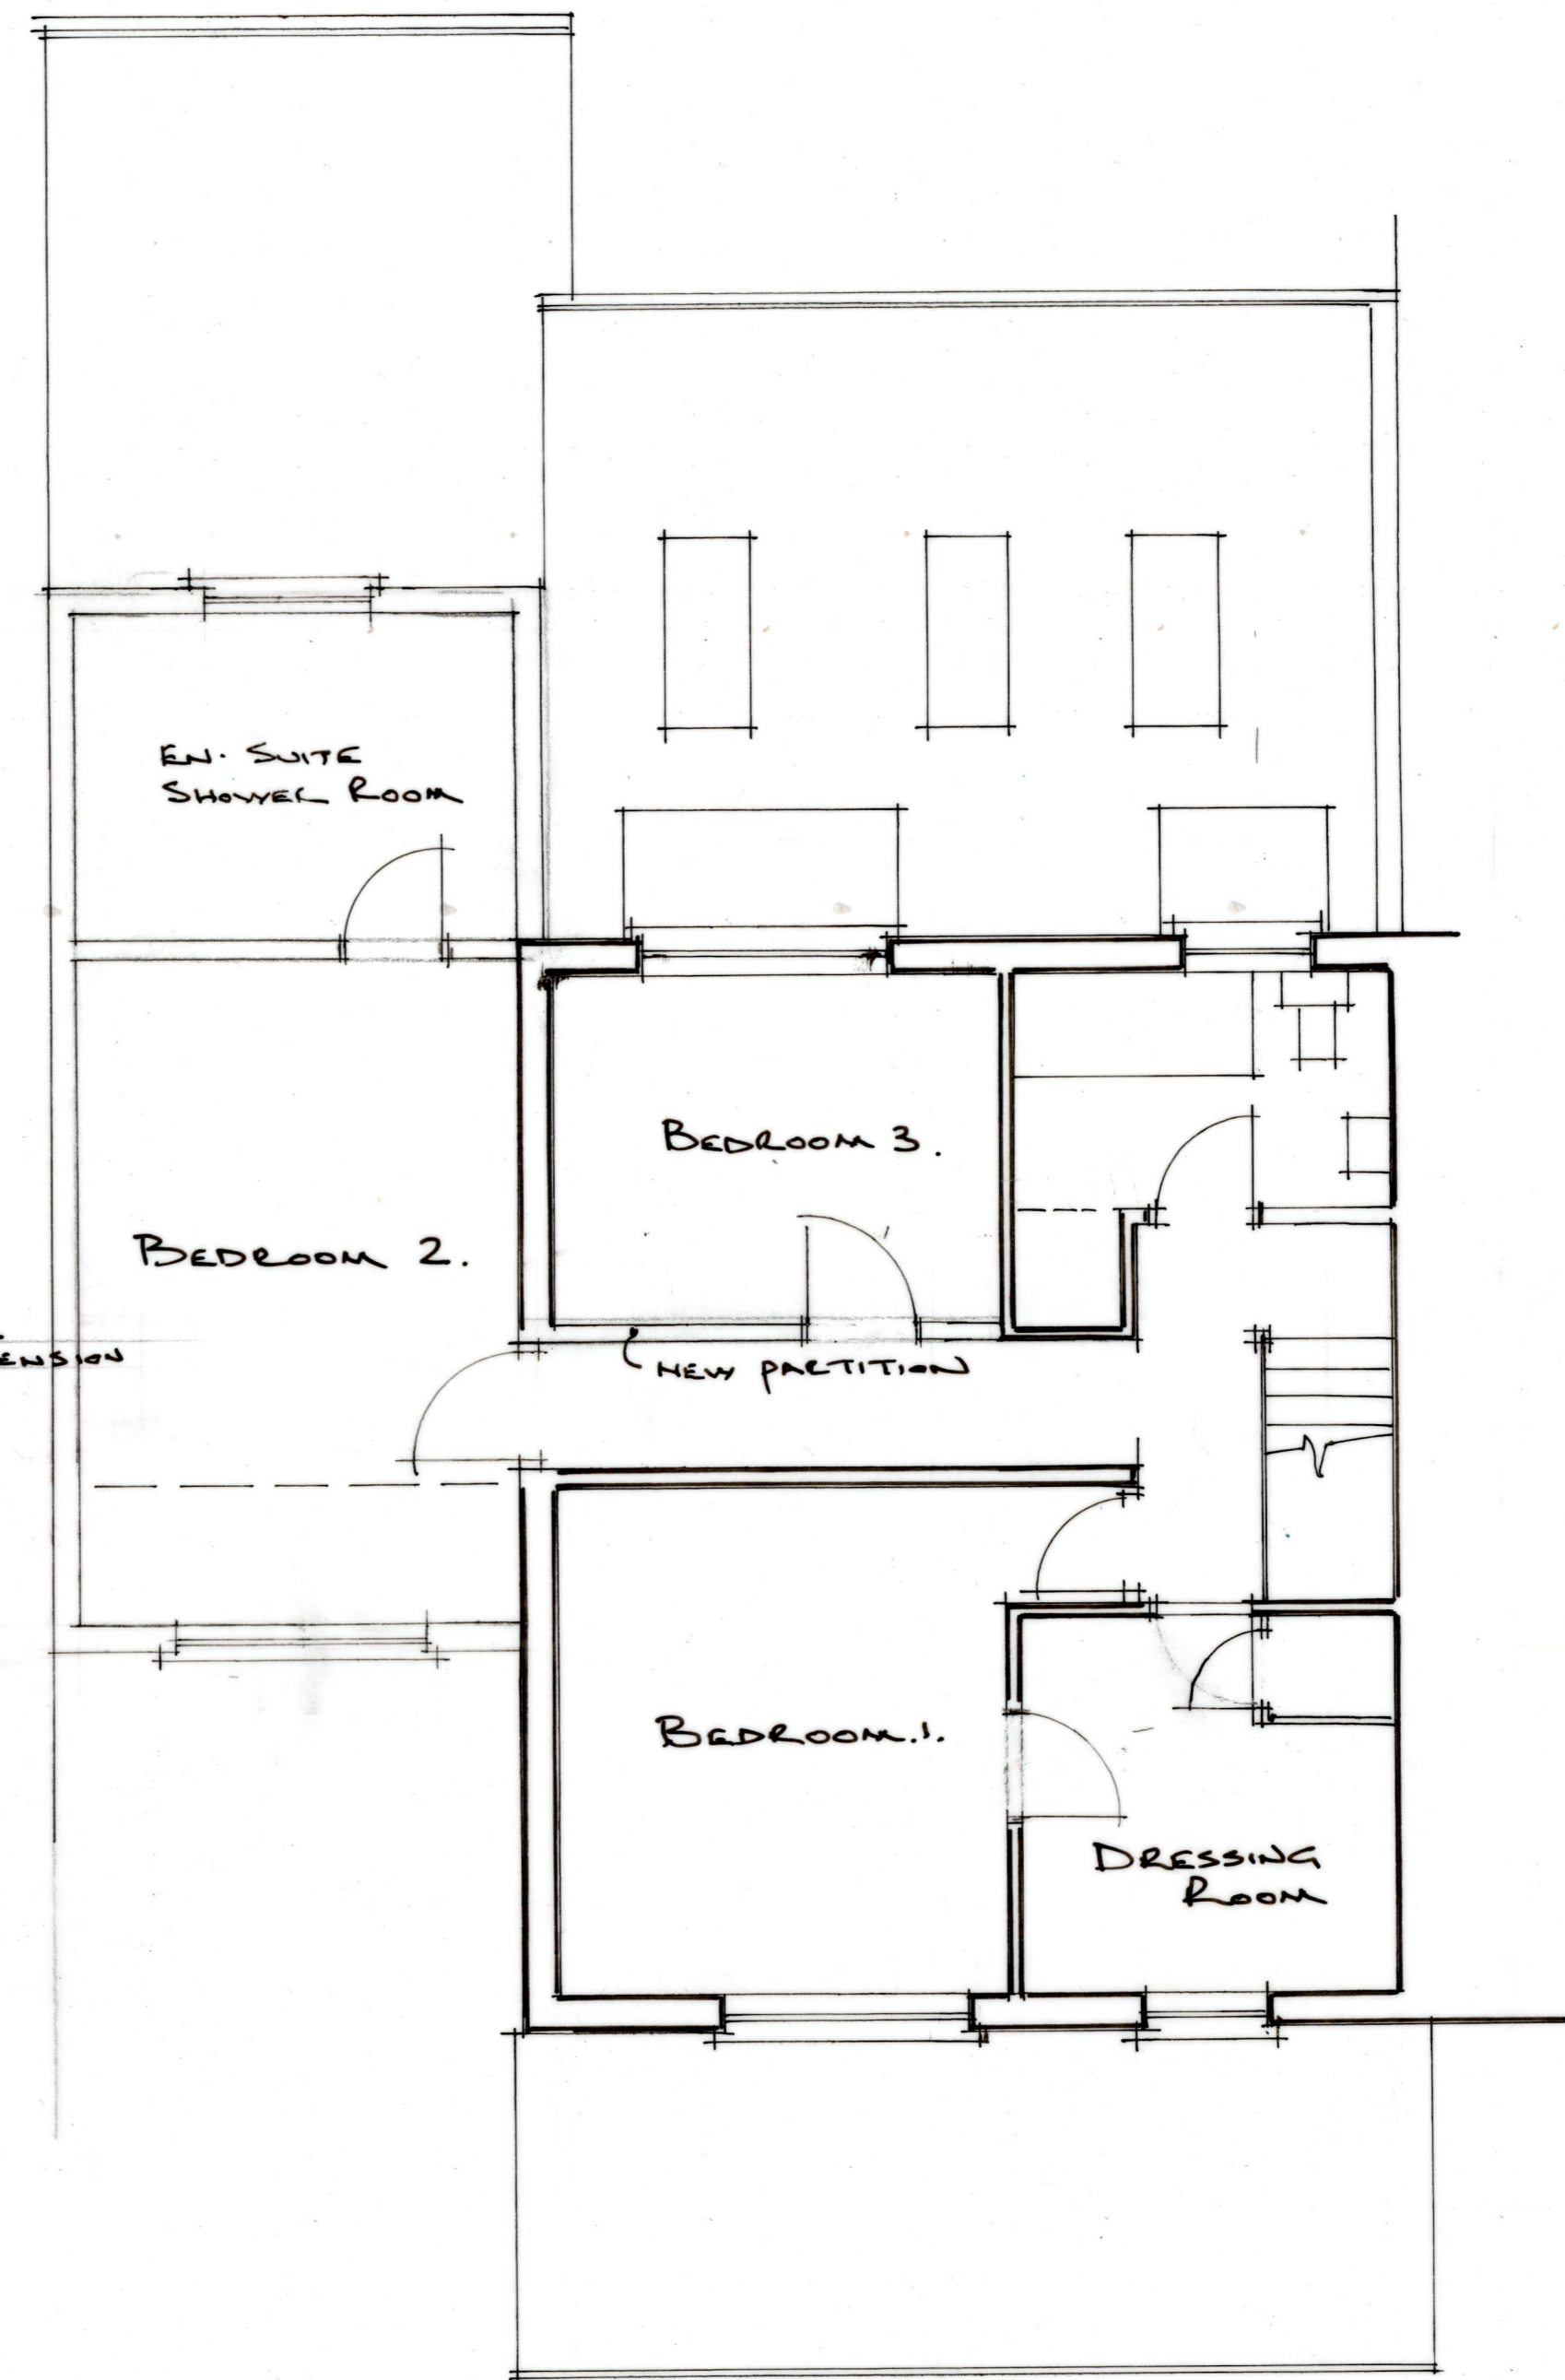 EN. SUITE
SHOWER ROOM
BEDROOM 3.
BEDROOM 2.
ENSION
NEW PARTITION
BEDROOM.1.
DRESSING
ROOM